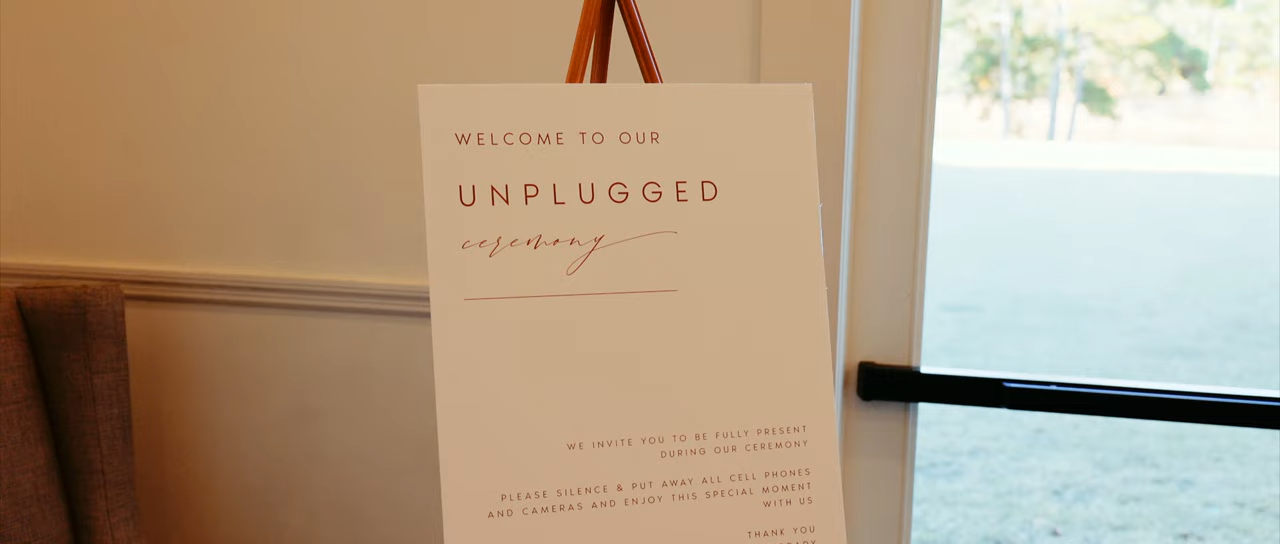 WELCOME TO OUR
UNPLUGGED
ceremony
WE INVITE YOU TO BE FULLY PRESENT
DURING OUR CEREMONY
PLEASE SILENCE & PUT AWAY ALL CELL PHONES
AND CAMERAS AND ENJOY THIS SPECIAL MOMENT
WITH US
THANK YOU